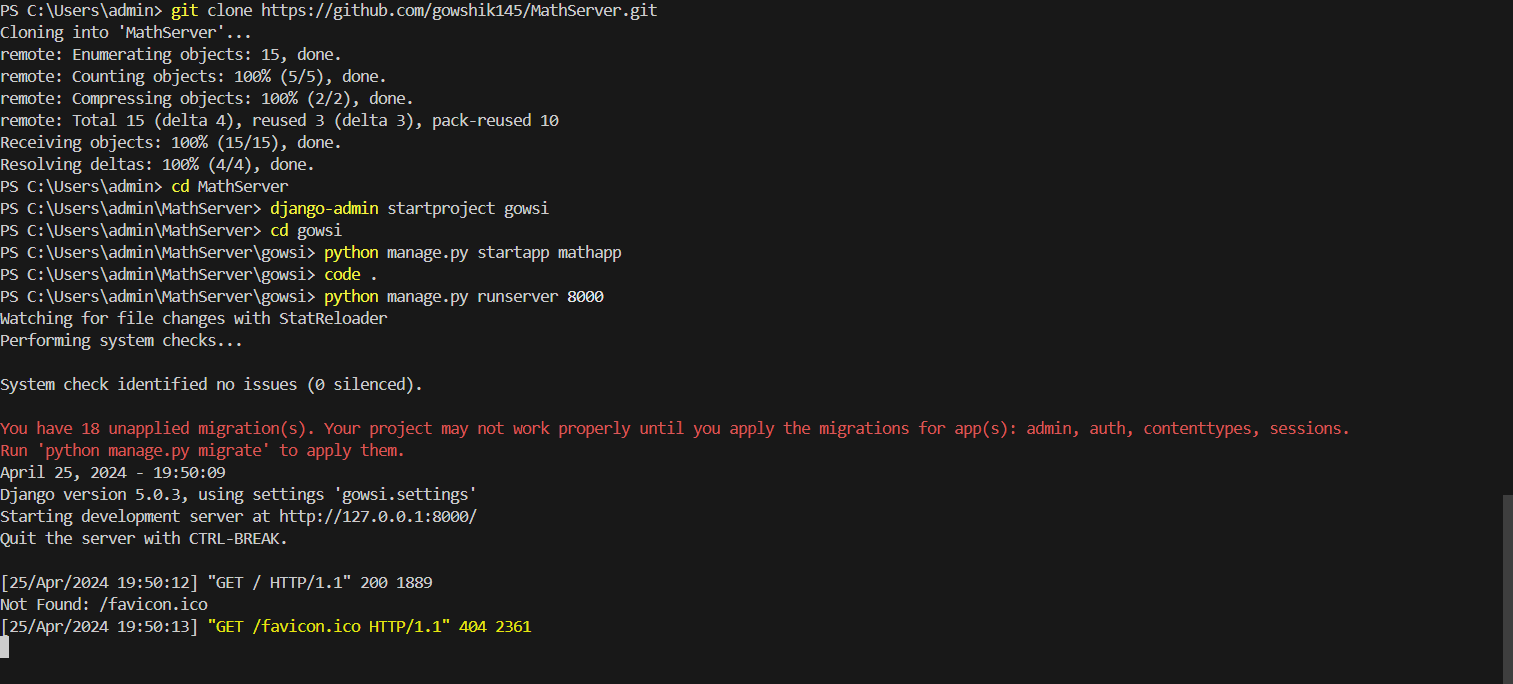 PS C:\Users\admin> git clone https://github.com/gowshik145/MathServer.git
Cloning into 'MathServer'...
remote: Enumerating objects: 15, done.
remote: Counting objects: 100% (5/5), done.
remote: Compressing objects: 100% (2/2), done.
remote: Total 15 (delta 4), reused 3 (delta 3), pack-reused 10
Receiving objects: 100% (15/15), done.
Resolving deltas: 100% (4/4), done.
PS C:\Users\admin> cd MathServer
PS C:\Users\admin\MathServer> django-admin startproject gowsi
PS C:\Users\admin\MathServer> cd gowsi
PS C:\Users\admin\MathServer\gowsi> python manage.py startapp mathapp
PS C:\Users\admin\MathServer\gowsi> code .
PS C:\Users\admin\MathServer\gowsi> python manage.py runserver 8000
Watching for file changes with StatReloader
Performing system checks...
System check identified no issues (0 silenced).
You have 18 unapplied migration(s). Your project may not work properly until you apply the migrations for app(s): admin, auth, contenttypes, sessions.
Run 'python manage.py migrate' to apply them.
April 25, 2024 - 19:50:09
Django version 5.0.3, using settings 'gowsi.settings'
Starting development server at http://127.0.0.1:8000/
Quit the server with CTRL-BREAK.
[25/Apr/2024 19:50:12] "GET / HTTP/1.1" 200 1889
Not Found: /favicon.ico
[25/Apr/2024 19:50:13] "GET /favicon.ico HTTP/1.1" 404 2361